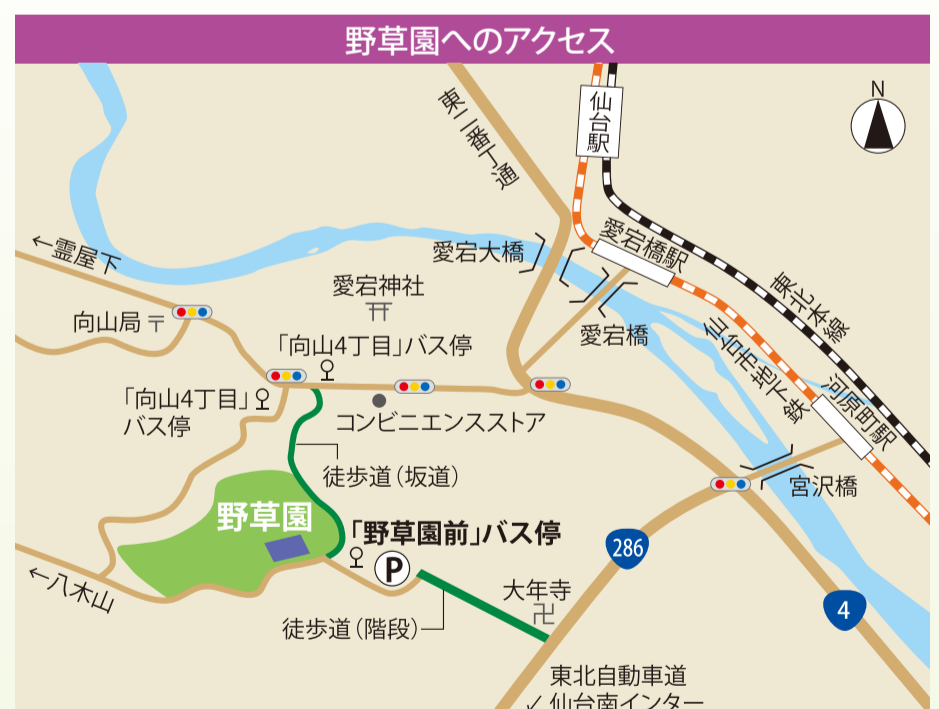 野草園へのアクセス
N
仙台駅
東二番丁通
愛宕大橋
愛宕橋駅
←霊屋下
愛宕神社
東北本線
向山局〒
愛宕橋
「向山4丁目」バス停
仙台市地下鉄
「向山4丁目」
バス停
河原町駅
コンビニエンスストア
徒歩道(坂道)
宮沢橋
野草園
「野草園前」バス停
P
286
←八木山
大年寺
卍
4
徒歩道(階段)
東北自動車道
↙仙台南インター